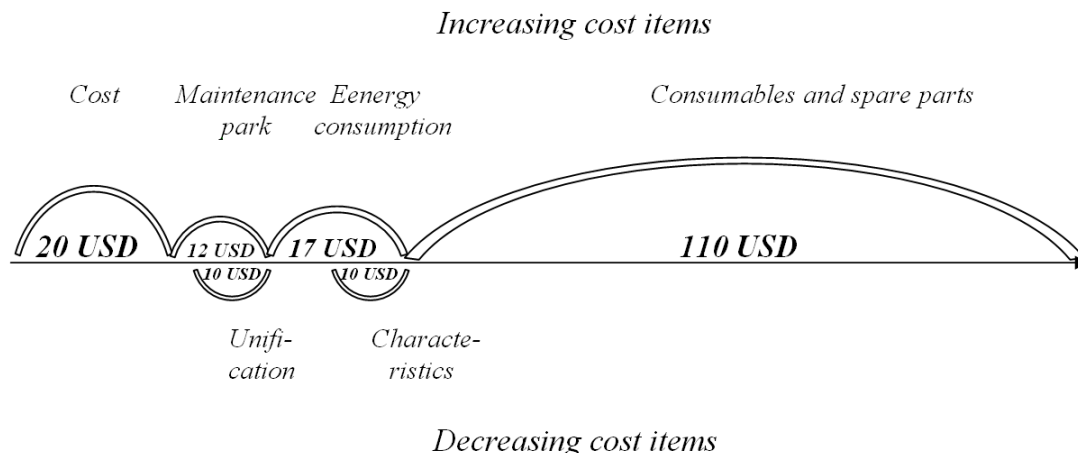 Increasing cost items
Cost
Maintenance
park
Eenergy
consumption
Consumables and spare parts
20 USD
12 USD
17 USD
110 USD
10 USD
10 USD
Unifi-
cation
Characte-
ristics
Decreasing cost items